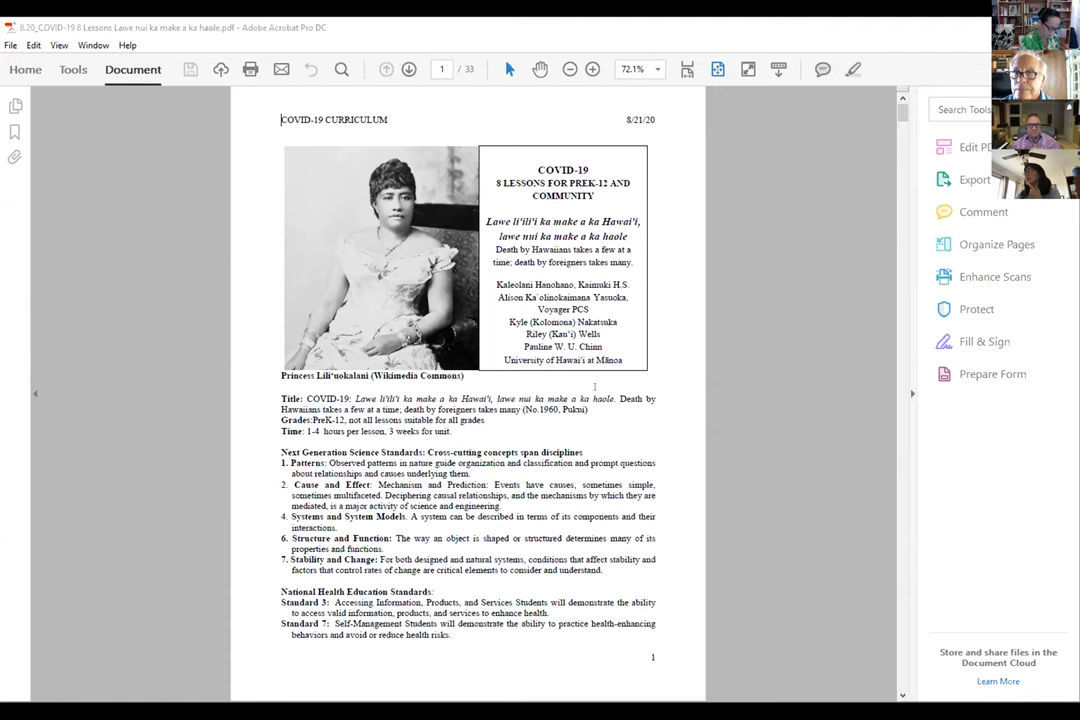 8.20_COVID-19 8 Lessons Lawe nui ka make a ka haole.pdf - Adobe Acrobat Pro DC
File Edit View Window Help
Home Tools Document 1 / 33 72.1%
COVID-19 CURRICULUM 8/21/20
COVID-19
8 LESSONS FOR PREK-12 AND
COMMUNITY
Lawe li'ili'i ka make a ka Hawai'i,
lawe nui ka make a ka haole
Death by Hawaiians takes a few at a
time; death by foreigners takes many.
Kaleolani Hanohano, Kaimuki H.S.
Alison Ka`olinokaimana Yasuoka,
Voyager PCS
Kyle (Kolomona) Nakatsuka
Riley (Kau'i) Wells
Pauline W. U. Chinn
University of Hawai'i at Mānoa
Princess Lili'uokalani (Wikimedia Commons)
Title: COVID-19: Lawe li'ili'i ka make a ka Hawai'i, lawe nui ka make a ka haole. Death by
Hawaiians takes a few at a time; death by foreigners takes many (No.1960, Pukui)
Grades:PreK-12, not all lessons suitable for all grades
Time: 1-4 hours per lesson, 3 weeks for unit.
Next Generation Science Standards: Cross-cutting concepts span disciplines
1. Patterns: Observed patterns in nature guide organization and classification and prompt questions
about relationships and causes underlying them.
2. Cause and Effect: Mechanism and Prediction: Events have causes, sometimes simple,
sometimes multifaceted. Deciphering causal relationships, and the mechanisms by which they are
mediated, is a major activity of science and engineering.
4. Systems and System Models. A system can be described in terms of its components and their
interactions.
6. Structure and Function: The way an object is shaped or structured determines many of its
properties and functions.
7. Stability and Change: For both designed and natural systems, conditions that affect stability and
factors that control rates of change are critical elements to consider and understand.
National Health Education Standards:
Standard 3: Accessing Information, Products, and Services Students will demonstrate the ability
to access valid information, products, and services to enhance health.
Standard 7: Self-Management Students will demonstrate the ability to practice health-enhancing
behaviors and avoid or reduce health risks.
1
Search Tools
Edit PD
Export
Comment
Organize Pages
Enhance Scans
Protect
Fill & Sign
Prepare Form
Store and share files in the
Document Cloud
Learn More